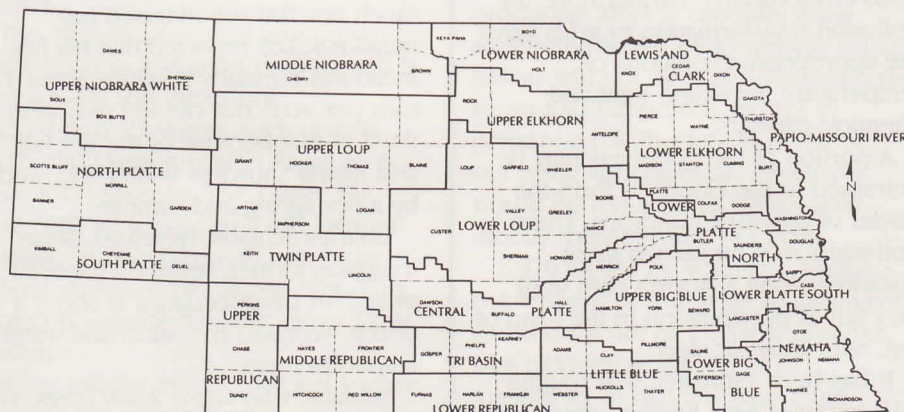 DAWES
SHERIDAN
UPPER NIOBRARA WHITE
SIOUX
BOX BUTTE
MIDDLE NIOBRARA
CHERRY
BROWN
KEYA PAHA
BOYD
LOWER NIOBRARA
HOLT
LEWIS AND
CLARK
KNOX
CEDAR
DIXON
ROCK
UPPER ELKHORN
ANTELOPE
PIERCE
WAYNE
DAKOTA
THURSTON
PAPIO-MISSOURI RIVER
LOWER ELKHORN
MADISON
STANTON
CUMING
BURT
SCOTTS BLUFF
NORTH PLATTE
MORRILL
BANNER
GARDEN
UPPER LOUP
GRANT
HOOKER
THOMAS
BLAINE
ARTHUR
MCPHERSON
LOGAN
LOUP
GARFIELD
WHEELER
BOONE
PLATTE
LOWER
COLFAX
DODGE
WASHINGTON
N
CUSTER
LOWER LOUP
VALLEY
GREELEY
NANCE
SHERMAN
HOWARD
PLATTE
BUTLER
SAUNDERS
NORTH
DOUGLAS
SARPY
KIMBALL
CHEYENNE
SOUTH PLATTE
DEUEL
KEITH
TWIN PLATTE
LINCOLN
MERRICK
POLK
UPPER BIG BLUE
HAMILTON
YORK
SEWARD
CASS
LOWER PLATTE SOUTH
LANCASTER
PERKINS
UPPER
DAWSON
CENTRAL
BUFFALO
HALL
PLATTE
CHASE
HAYES
FRONTIER
MIDDLE REPUBLICAN
GOSPER
PHELPS
KEARNEY
TRI BASIN
ADAMS
CLAY
FILLMORE
SALINE
LOWER BIG
BLUE
JEFFERSON
GAGE
OTOE
NEMAHA
JOHNSON
NEMAHA
PAWNEE
RICHARDSON
REPUBLICAN
DUNDY
HITCHCOCK
RED WILLOW
FURNAS
HARLAN
FRANKLIN
WEBSTER
LOWER REPUBLICAN
LITTLE BLUE
NUCKOLLS
THAYER